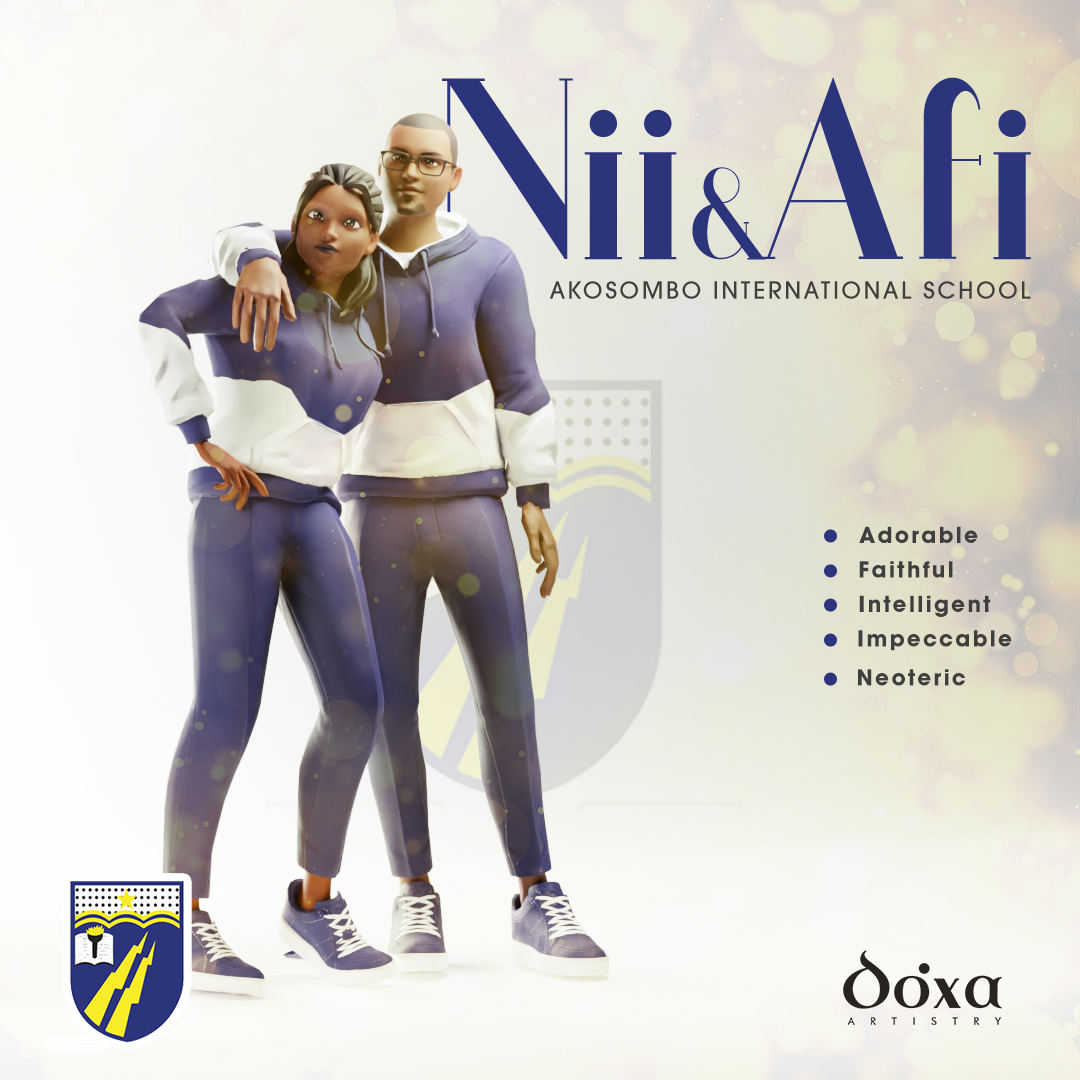 Nii & Afi
AKOSOMBO INTERNATIONAL SCHOOL
Adorable
Faithful
Intelligent
Impeccable
Neoteric
δόxα
ARTISTRY